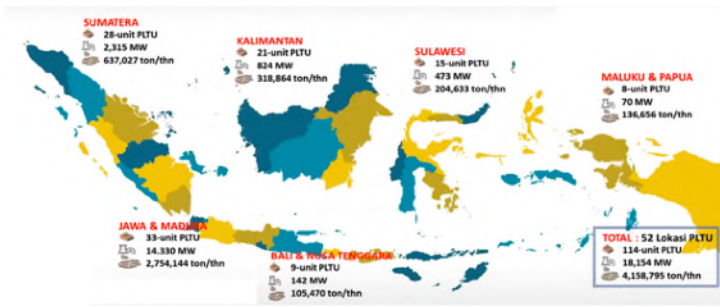 SUMATERA
28-unit PLTU
2,315 MW
637,027 ton/thn
KALIMANTAN
21-unit PLTU
824 MW
318,864 ton/thn
SULAWESI
15-unit PLTU
473 MW
204,633 ton/thn
MALUKU & PAPUA
8-unit PLTU
70 MW
136,656 ton/thn
JAWA & MADURA
33-unit PLTU
14.330 MW
2,754,144 ton/thn
BALI & NUSA TENGGARA
9-unit PLTU
142 MW
105,470 ton/thn
TOTAL : 52 Lokasi PLTU
114-unit PLTU
18,154 MW
4,158,795 ton/thn